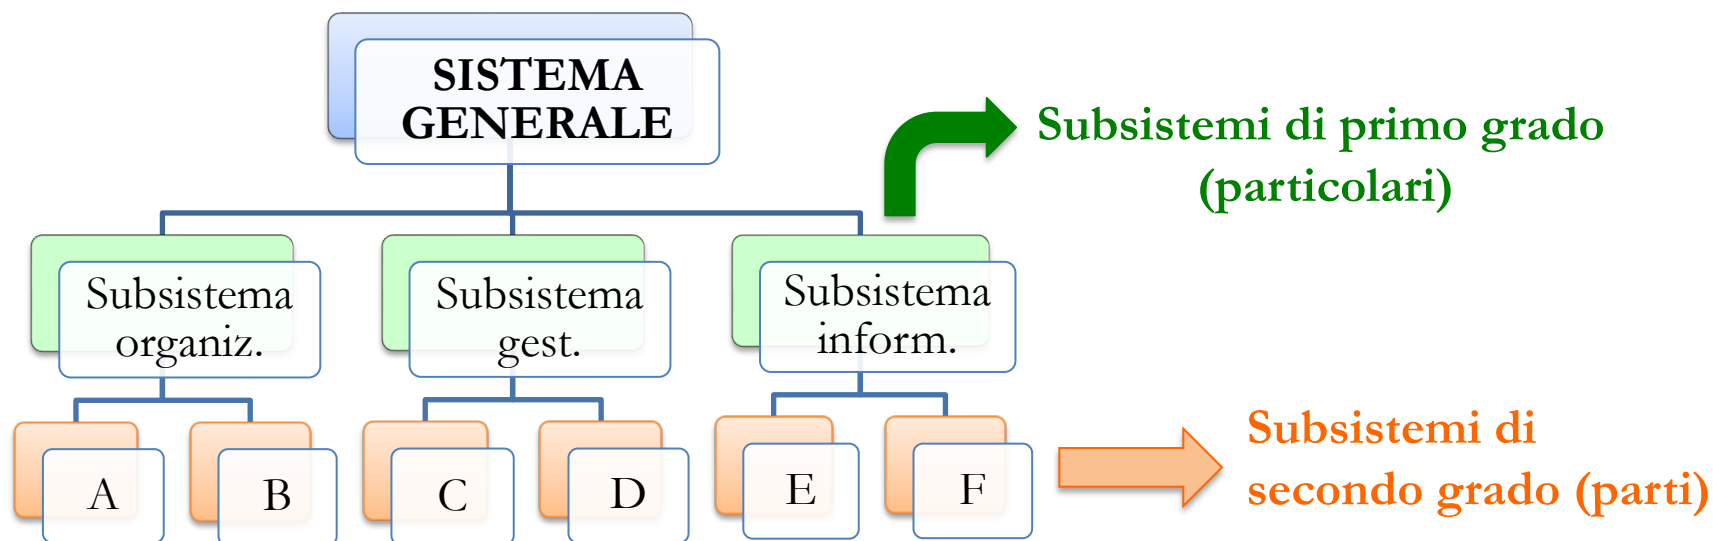 SISTEMA
GENERALE
Subsistemi di primo grado
(particolari)
Subsistema
organiz.
Subsistema
gest.
Subsistema
inform.
A
B
C
D
E
F
Subsistemi di
secondo grado (parti)